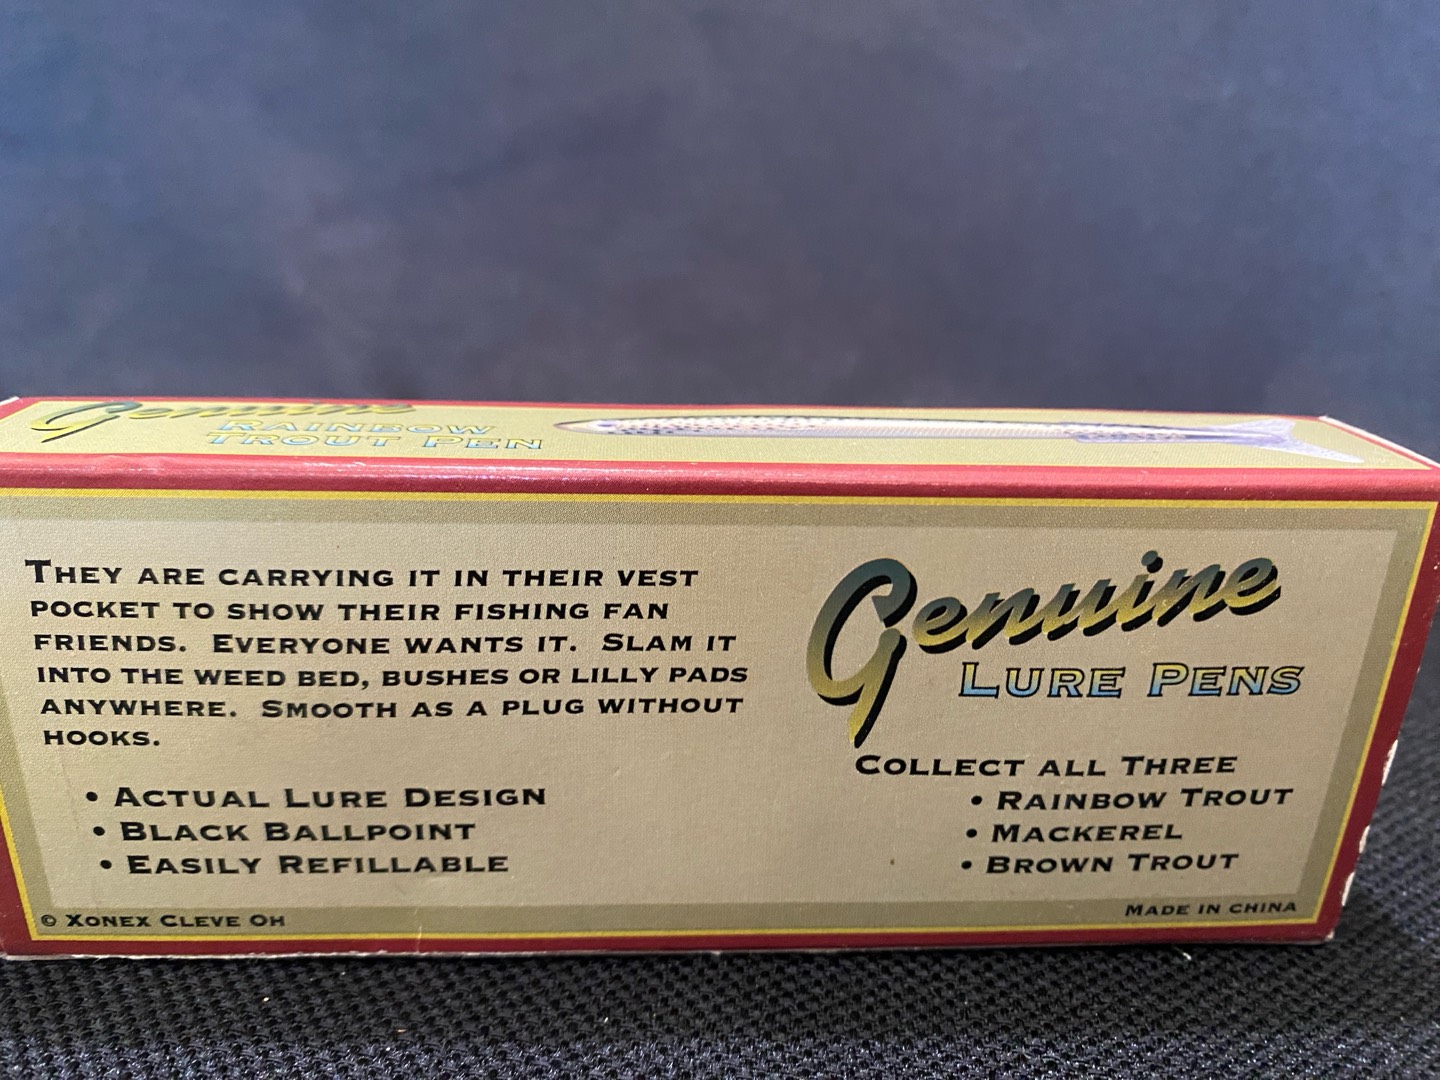 Genuine
RAINBOW
TROUT PEN
THEY ARE CARRYING IT IN THEIR VEST
POCKET TO SHOW THEIR FISHING FAN
FRIENDS. EVERYONE WANTS IT. SLAM IT
INTO THE WEED BED, BUSHES OR LILLY PADS
ANYWHERE. SMOOTH AS A PLUG WITHOUT
HOOKS.
• ACTUAL LURE DESIGN
• BLACK BALLPOINT
• EASILY REFILLABLE
© XONEX CLEVE OH
Genuine
LURE PENS
COLLECT ALL THREE
• RAINBOW TROUT
• MACKEREL
• BROWN TROUT
MADE IN CHINA